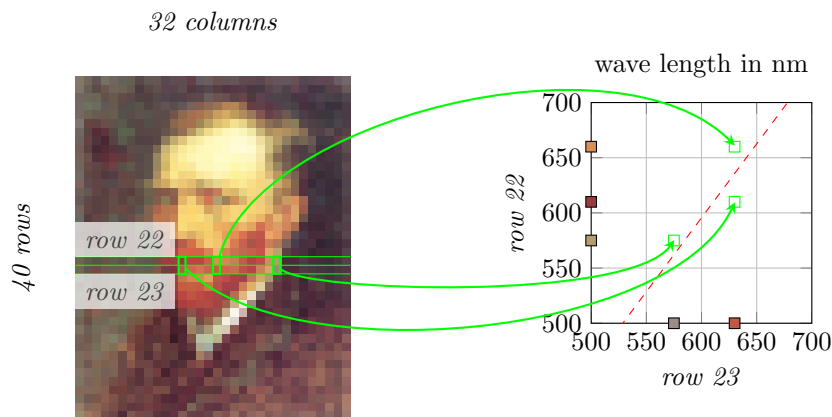 32 columns
40 rows
row 22
row 23
wave length in nm
700
650
600
550
500
row 22
500 550 600 650 700
row 23